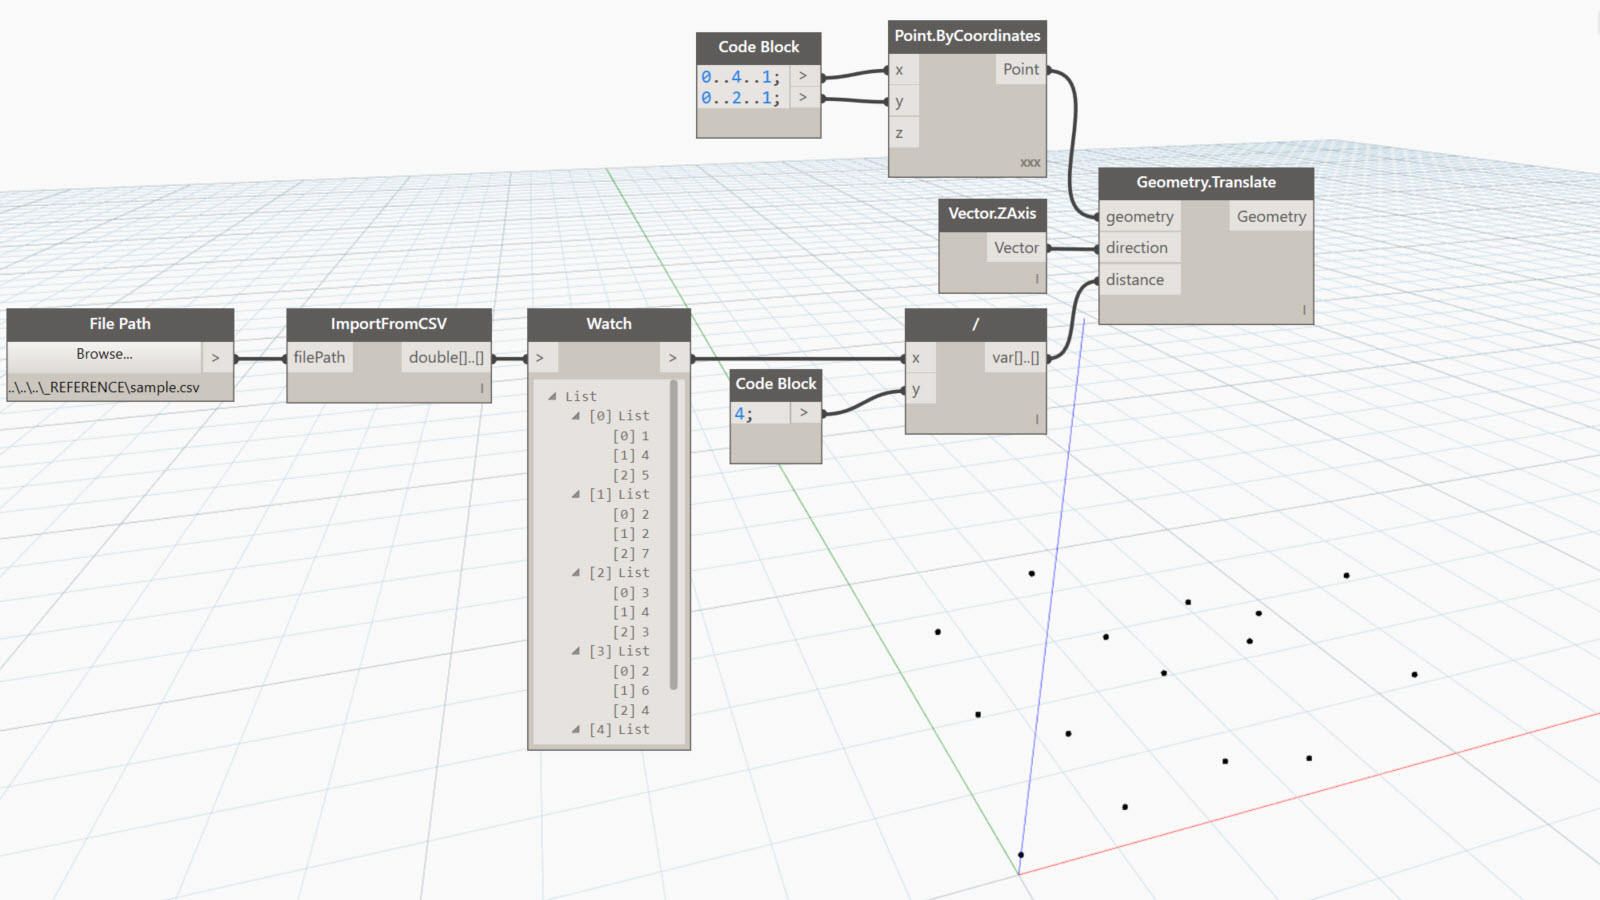 Code Block
0..4..1; >
0..2..1; >
Point.ByCoordinates
x Point
y
z
xxx
Vector.ZAxis
Vector
l
Geometry.Translate
geometry Geometry
direction
distance
l
File Path
Browse... >
..\..\..\_REFERENCE\sample.csv
ImportFromCSV
filePath double[]..[]
l
Watch
> >
List
[0] List
[0] 1
[1] 4
[2] 5
[1] List
[0] 2
[1] 2
[2] 7
[2] List
[0] 3
[1] 4
[2] 3
[3] List
[0] 2
[1] 6
[2] 4
[4] List
Code Block
4; >
/
x var[]..[]
y
l